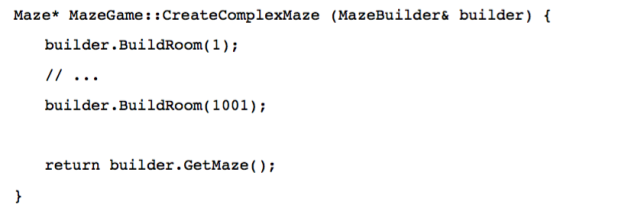 Maze* MazeGame::CreateComplexMaze (MazeBuilder& builder) {
builder.BuildRoom(1);
// ...
builder.BuildRoom(1001);
return builder.GetMaze();
}